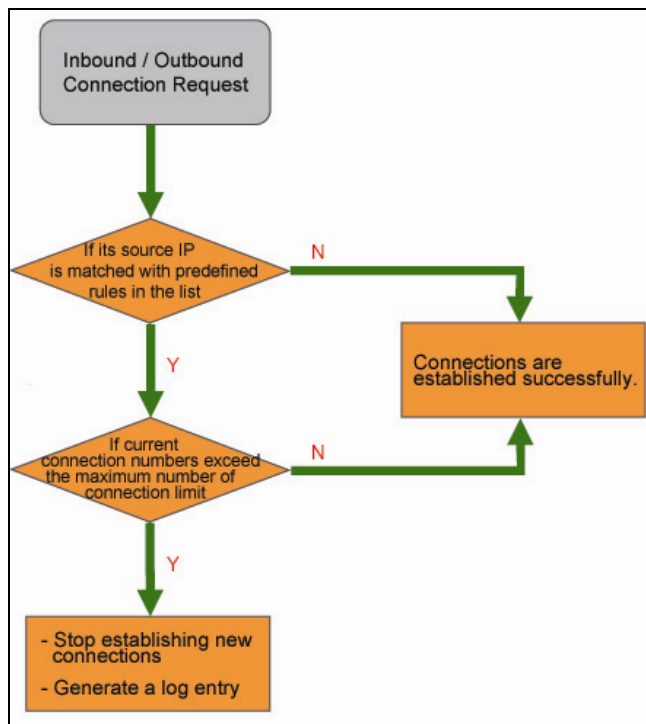 Inbound / Outbound
Connection Request
If its source IP
is matched with predefined
rules in the list
N
Connections are
established successfully.
Y
If current
connection numbers exceed
the maximum number of
connection limit
N
Y
- Stop establishing new
connections
- Generate a log entry